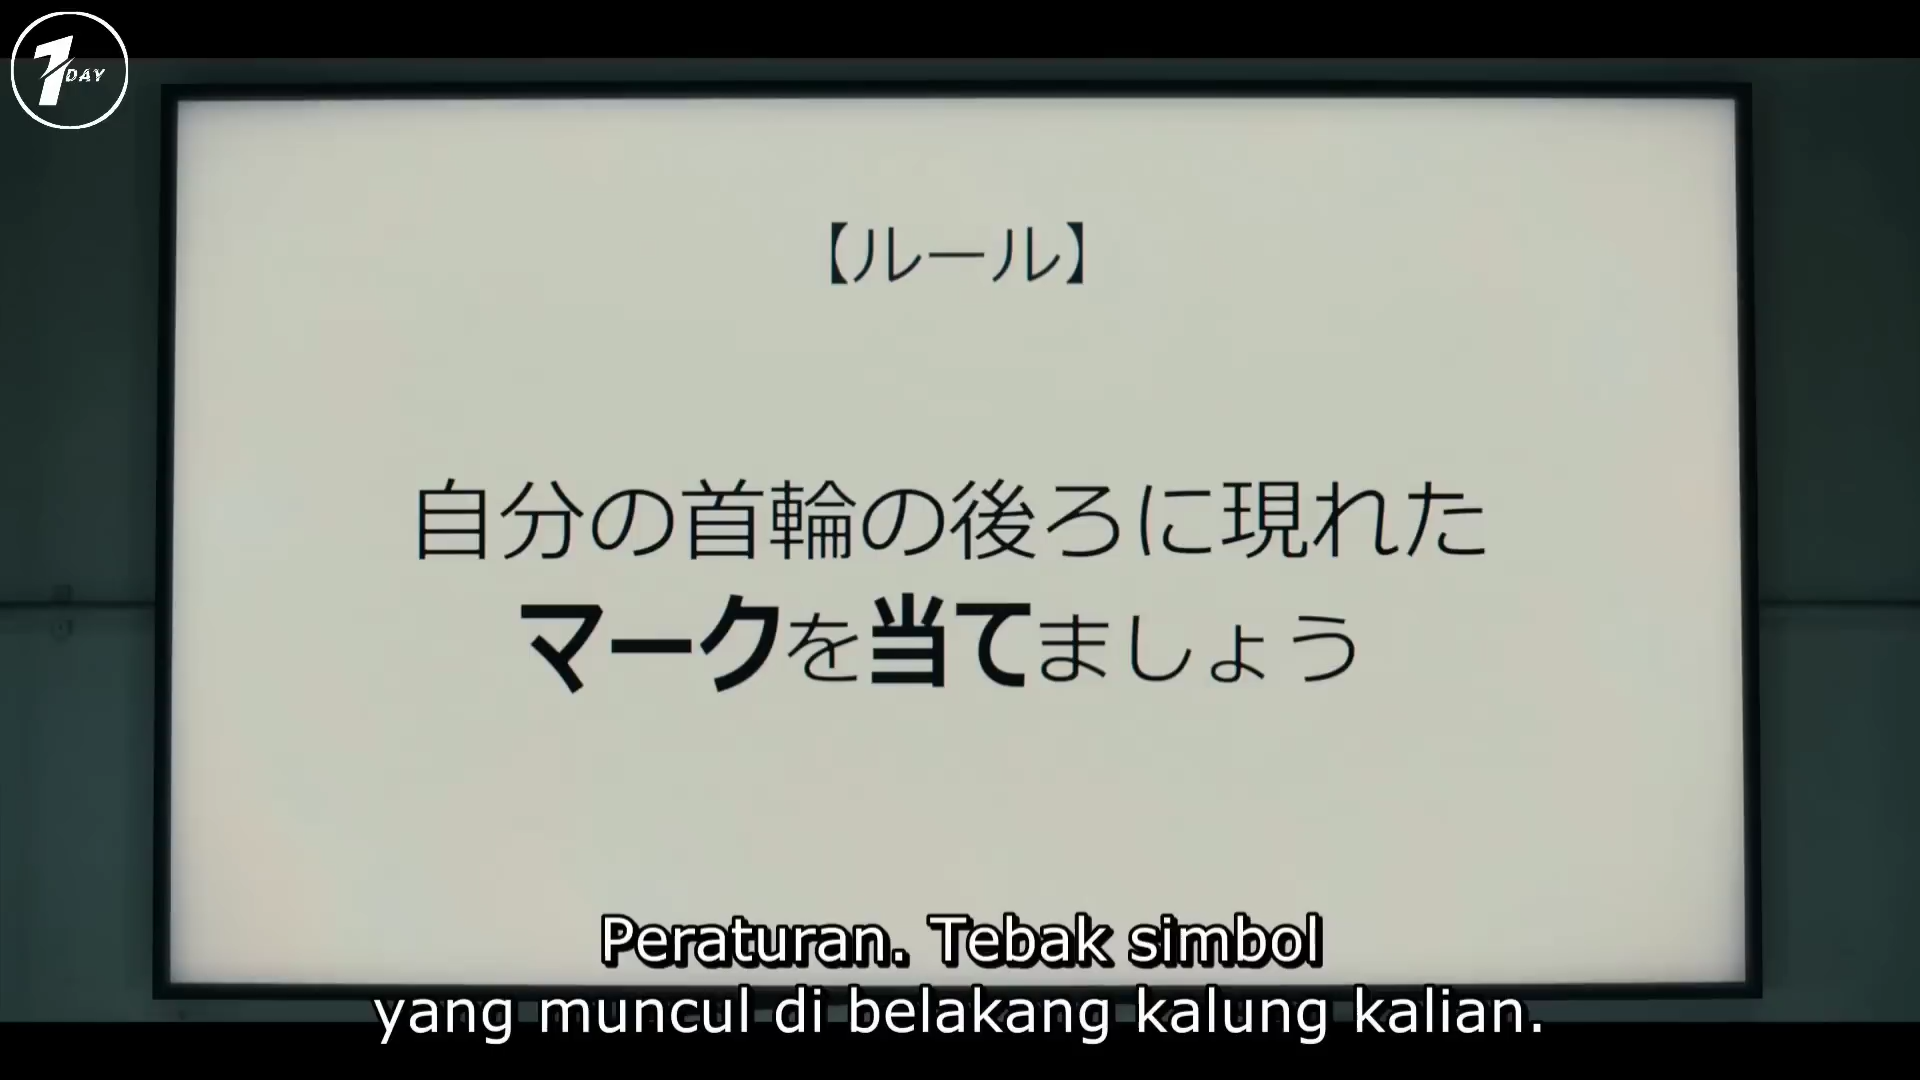 1DAY
【ルール】
自分の首輪の後ろに現れた
マークを当てましょう
Peraturan. Tebak simbol
yang muncul di belakang kalung kalian.